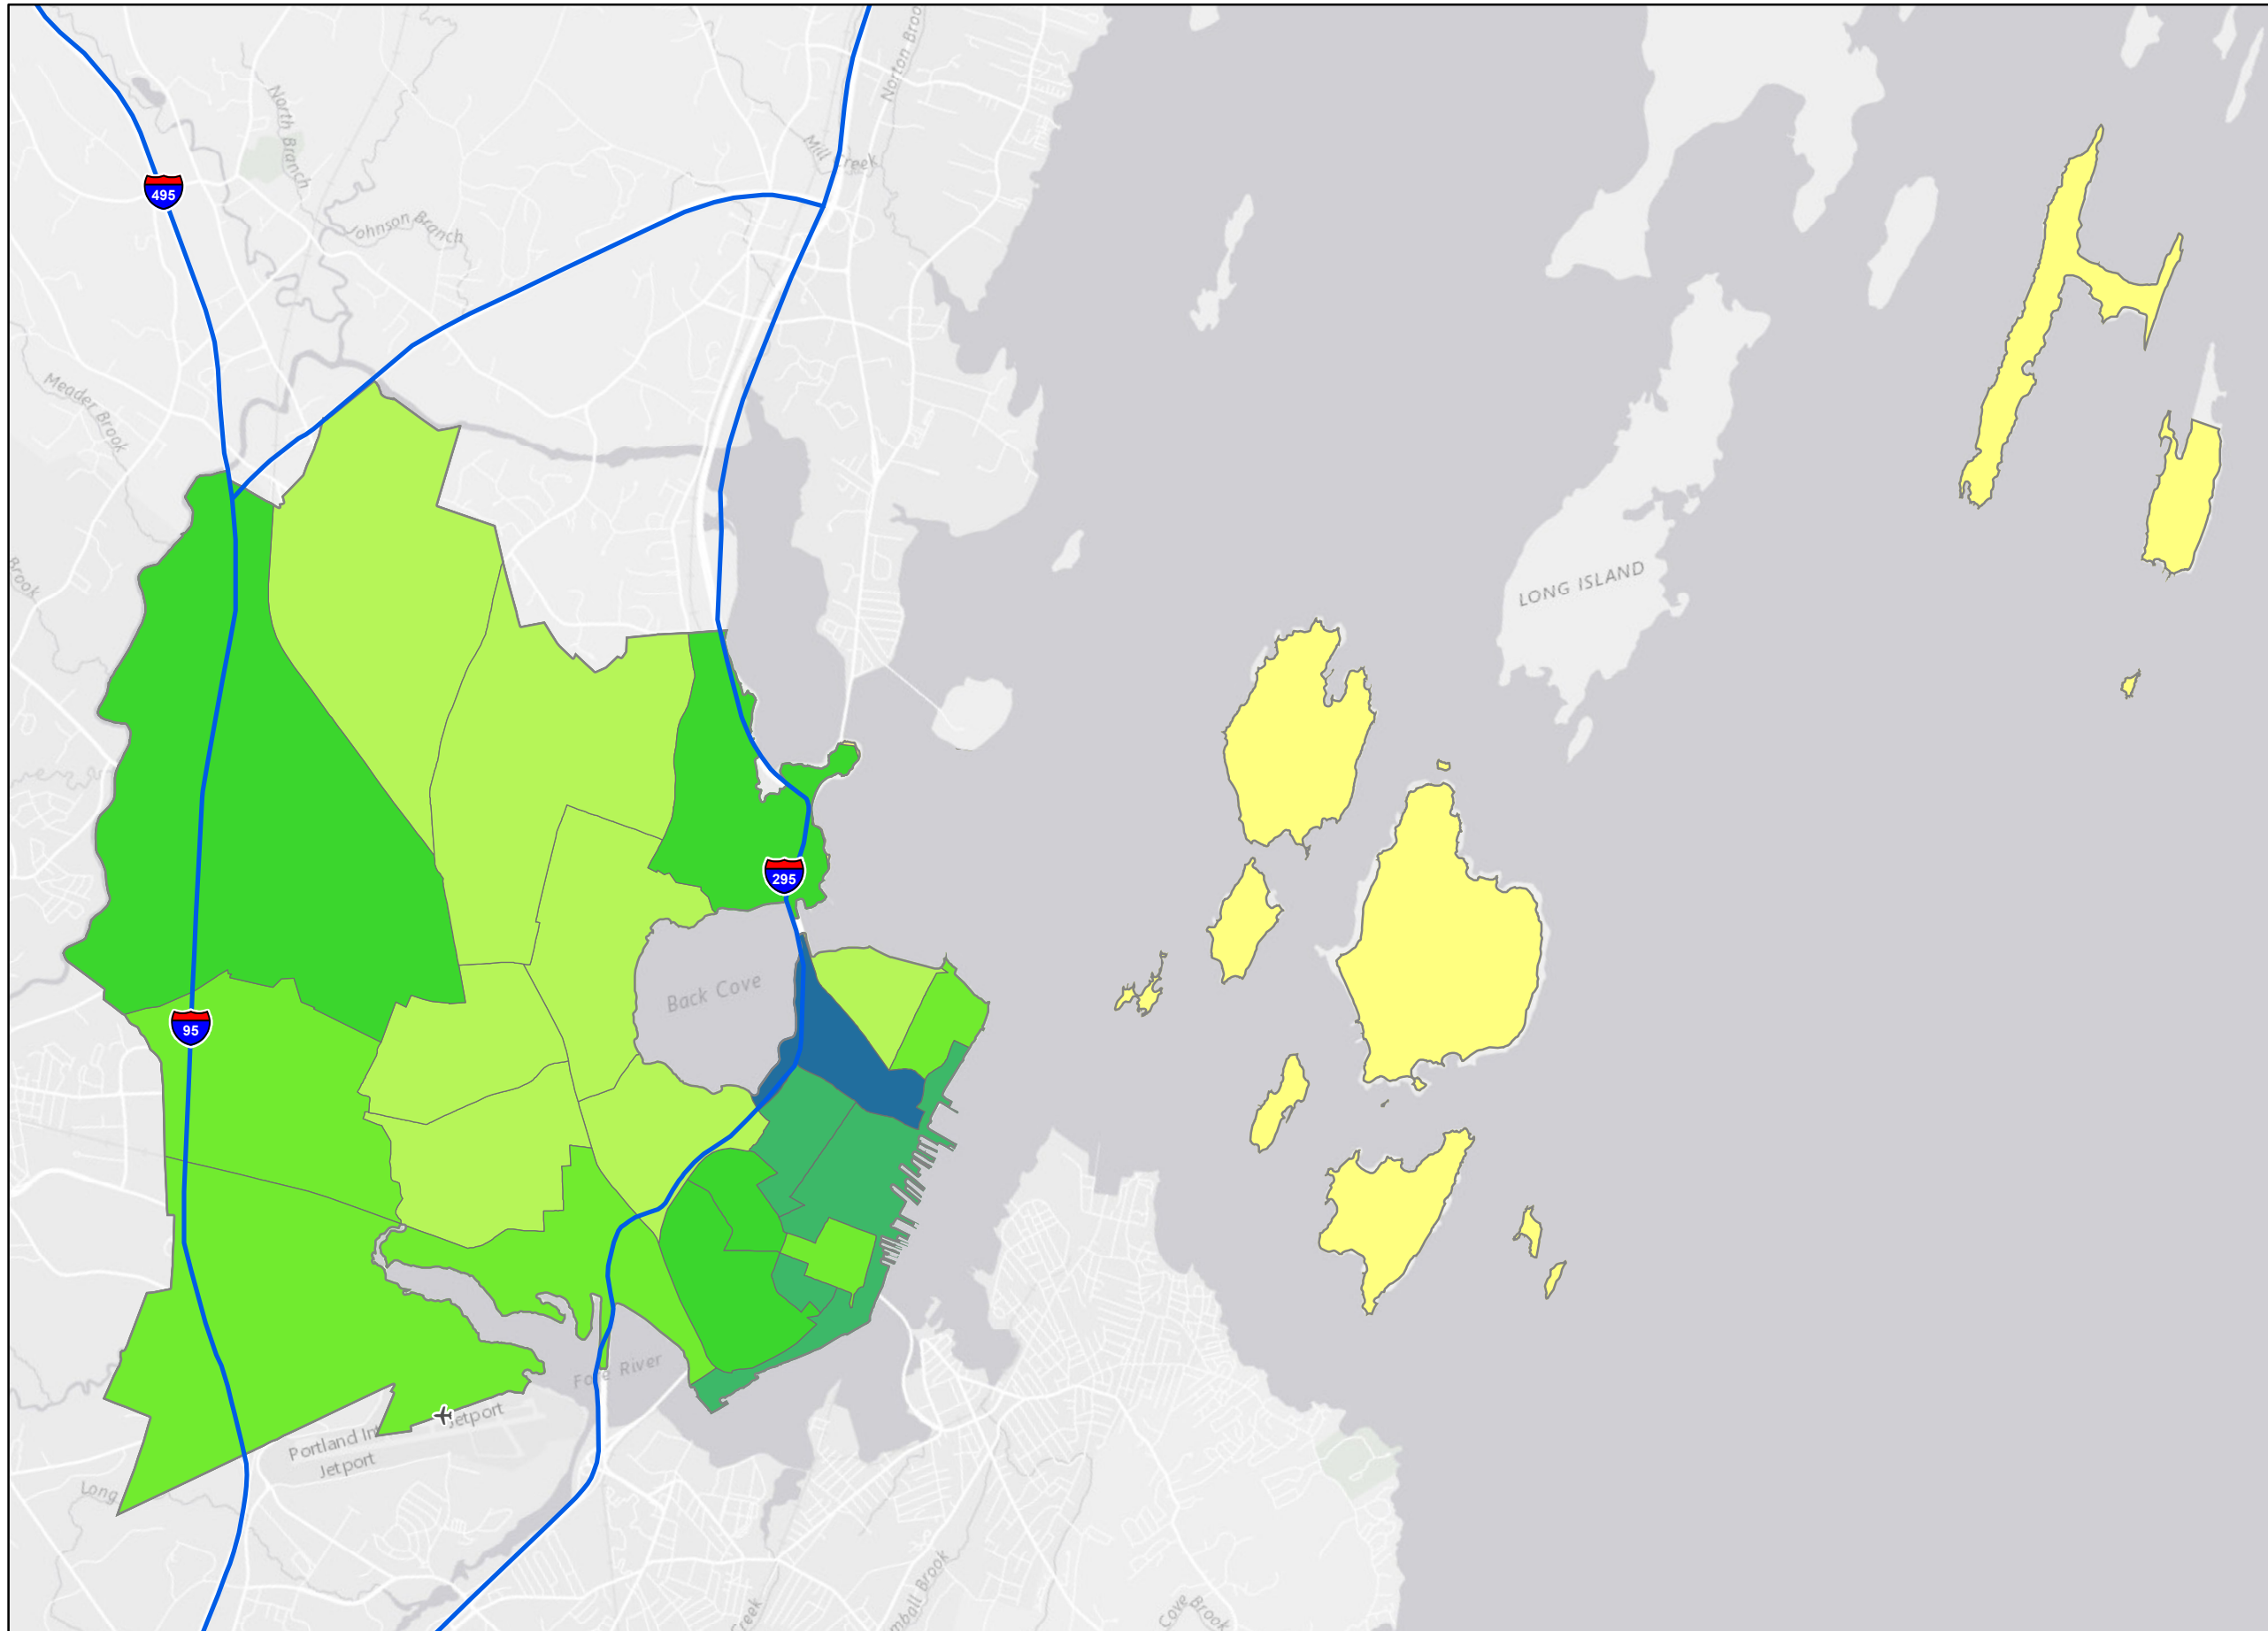 Norton Broo
North Branch
Mill Creek
495
Johnson Branch
Meader Brook
Brook
LONG ISLAND
295
Back Cove
95
Fore River
Portland In
Jetport
Jetport
Long
Creek
mball Brook
Cove Brook